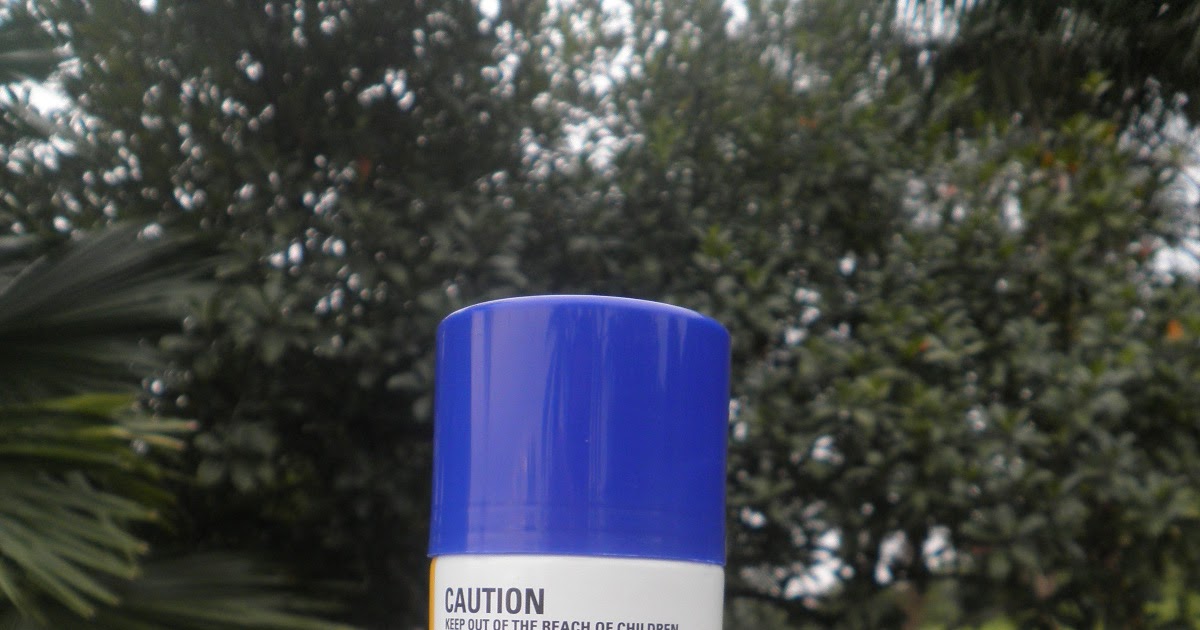 CAUTION
KEEP OUT OF THE REACH OF CHILDREN